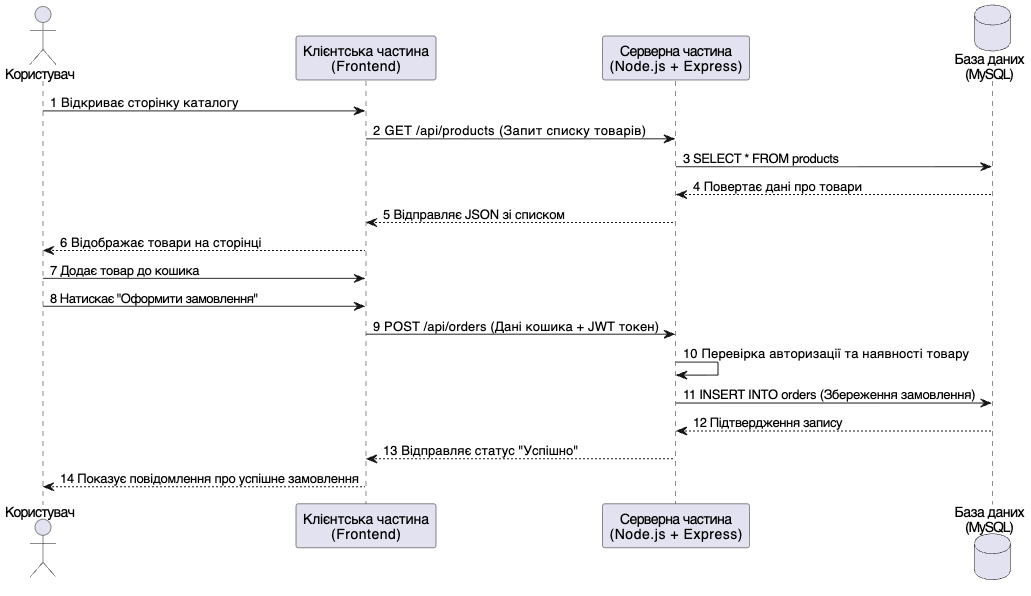 Користувач
Клієнтська частина
(Frontend)
Серверна частина
(Node.js + Express)
База даних
(MySQL)
1 Відкриває сторінку каталогу
2 GET /api/products (Запит списку товарів)
3 SELECT * FROM products
4 Повертає дані про товари
5 Відправляє JSON зі списком
6 Відображає товари на сторінці
7 Додає товар до кошика
8 Натискає "Оформити замовлення"
9 POST /api/orders (Дані кошика + JWT токен)
10 Перевірка авторизації та наявності товару
11 INSERT INTO orders (Збереження замовлення)
12 Підтвердження запису
13 Відправляє статус "Успішно"
14 Показує повідомлення про успішне замовлення
Користувач
Клієнтська частина
(Frontend)
Серверна частина
(Node.js + Express)
База даних
(MySQL)